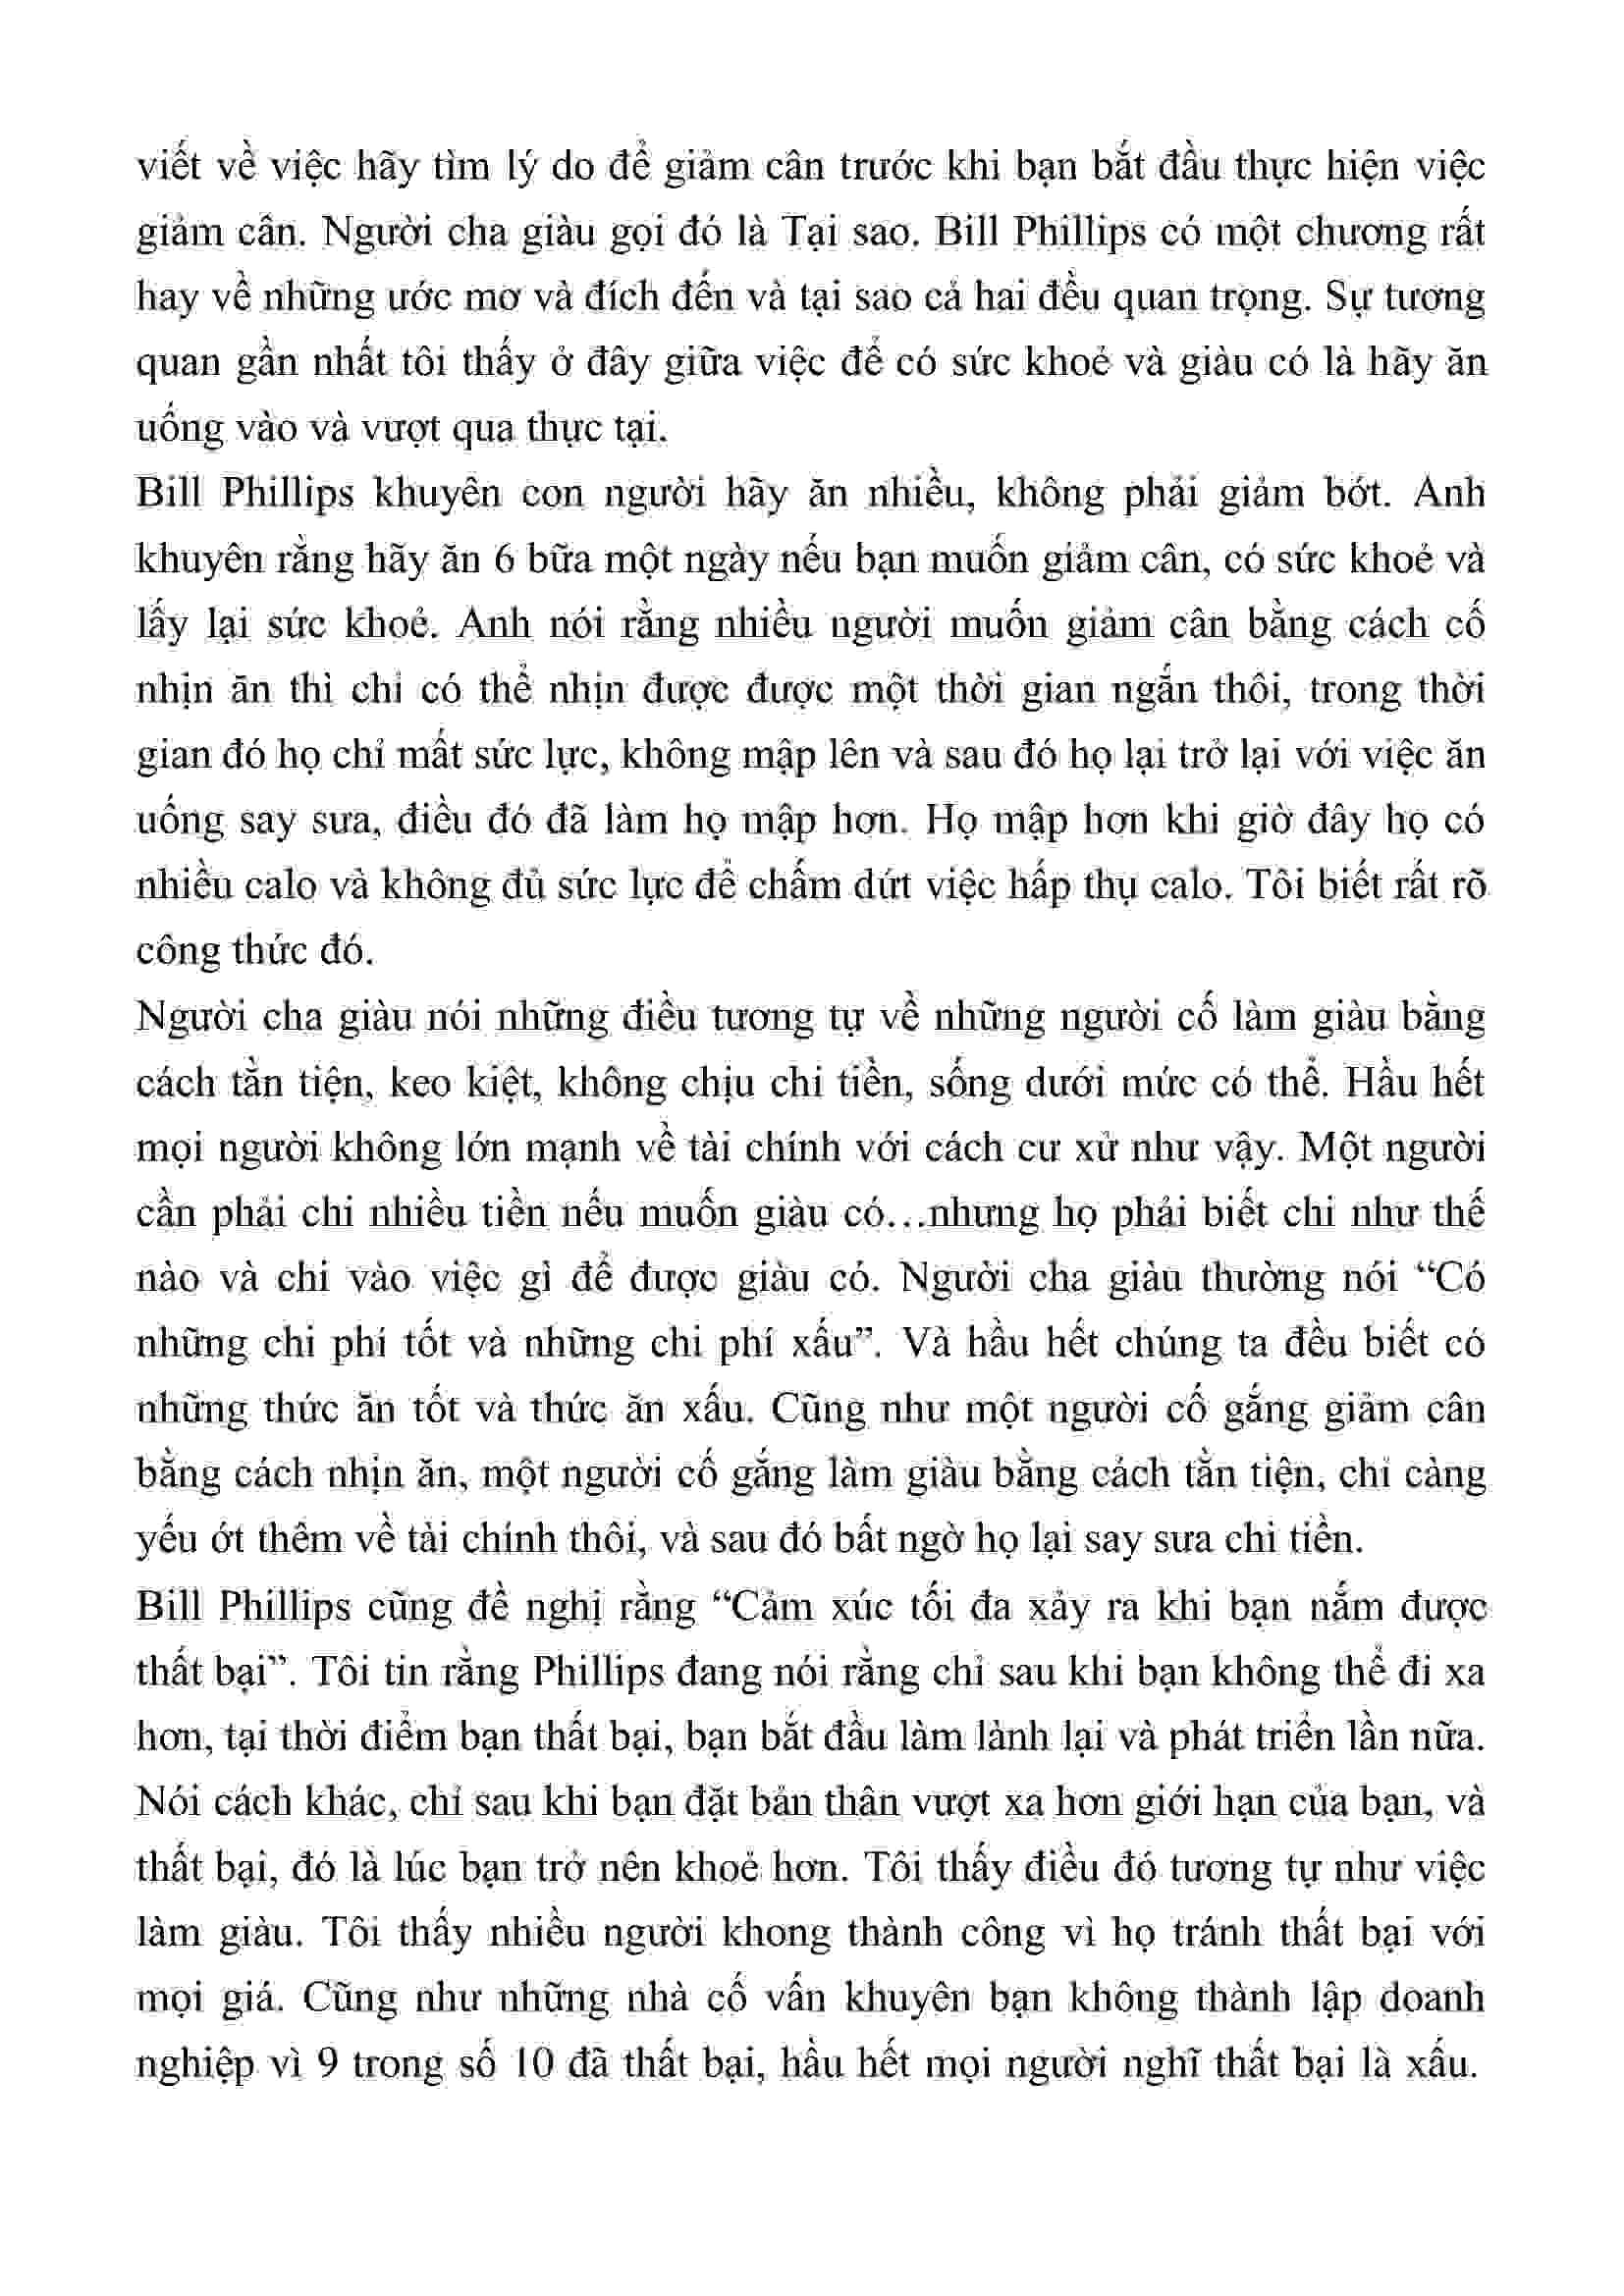 viết về việc hãy tìm lý do để giảm cân trước khi bạn bắt đầu thực hiện việc
giảm cân. Người cha giàu gọi đó là Tại sao. Bill Phillips có một chương rất
hay về những ước mơ và đích đến và tại sao cả hai đều quan trọng. Sự tương
quan gần nhất tôi thấy ở đây giữa việc để có sức khoẻ và giàu có là hãy ăn
uống vào và vượt qua thực tại.
Bill Phillips khuyên con người hãy ăn nhiều, không phải giảm bớt. Anh
khuyên rằng hãy ăn 6 bữa một ngày nếu bạn muốn giảm cân, có sức khoẻ và
lấy lại sức khoẻ. Anh nói rằng nhiều người muốn giảm cân bằng cách cố
nhịn ăn thì chỉ có thể nhịn được được một thời gian ngắn thôi, trong thời
gian đó họ chỉ mất sức lực, không mập lên và sau đó họ lại trở lại với việc ăn
uống say sưa, điều đó đã làm họ mập hơn. Họ mập hơn khi giờ đây họ có
nhiều calo và không đủ sức lực để chấm dứt việc hấp thụ calo. Tôi biết rất rõ
công thức đó.
Người cha giàu nói những điều tương tự về những người cố làm giàu bằng
cách tằn tiện, keo kiệt, không chịu chi tiền, sống dưới mức có thể. Hầu hết
mọi người không lớn mạnh về tài chính với cách cư xử như vậy. Một người
cần phải chi nhiều tiền nếu muốn giàu có…nhưng họ phải biết chi như thế
nào và chi vào việc gì để được giàu có. Người cha giàu thường nói “Có
những chi phí tốt và những chi phí xấu”. Và hầu hết chúng ta đều biết có
những thức ăn tốt và thức ăn xấu. Cũng như một người cố gắng giảm cân
bằng cách nhịn ăn, một người cố gắng làm giàu bằng cách tằn tiện, chỉ càng
yếu ớt thêm về tài chính thôi, và sau đó bất ngờ họ lại say sưa chi tiền.
Bill Phillips cũng đề nghị rằng “Cảm xúc tối đa xảy ra khi bạn nắm được
thất bại”. Tôi tin rằng Phillips đang nói rằng chỉ sau khi bạn không thể đi xa
hơn, tại thời điểm bạn thất bại, bạn bắt đầu làm lành lại và phát triển lần nữa.
Nói cách khác, chỉ sau khi bạn đặt bản thân vượt xa hơn giới hạn của bạn, và
thất bại, đó là lúc bạn trở nên khoẻ hơn. Tôi thấy điều đó tương tự như việc
làm giàu. Tôi thấy nhiều người khong thành công vì họ tránh thất bại với
mọi giá. Cũng như những nhà cố vấn khuyên bạn không thành lập doanh
nghiệp vì 9 trong số 10 đã thất bại, hầu hết mọi người nghĩ thất bại là xấu.